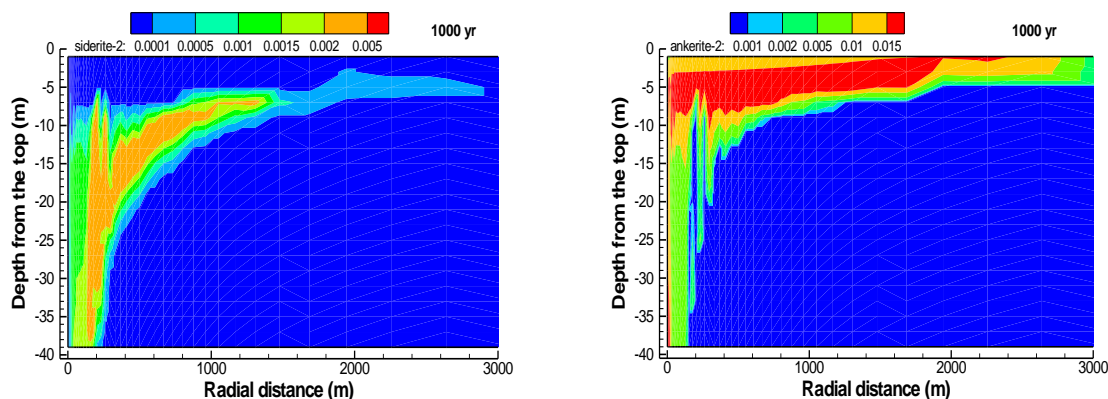 1000 yr
siderite-2: 0.0001 0.0005 0.001 0.0015 0.002 0.005
0
-5
-10
-15
-20
-25
-30
-35
-40
Depth from the top (m)
0 1000 2000 3000
Radial distance (m)
1000 yr
ankerite-2: 0.001 0.002 0.005 0.01 0.015
0
-5
-10
-15
-20
-25
-30
-35
-40
Depth from the top (m)
0 1000 2000 3000
Radial distance (m)